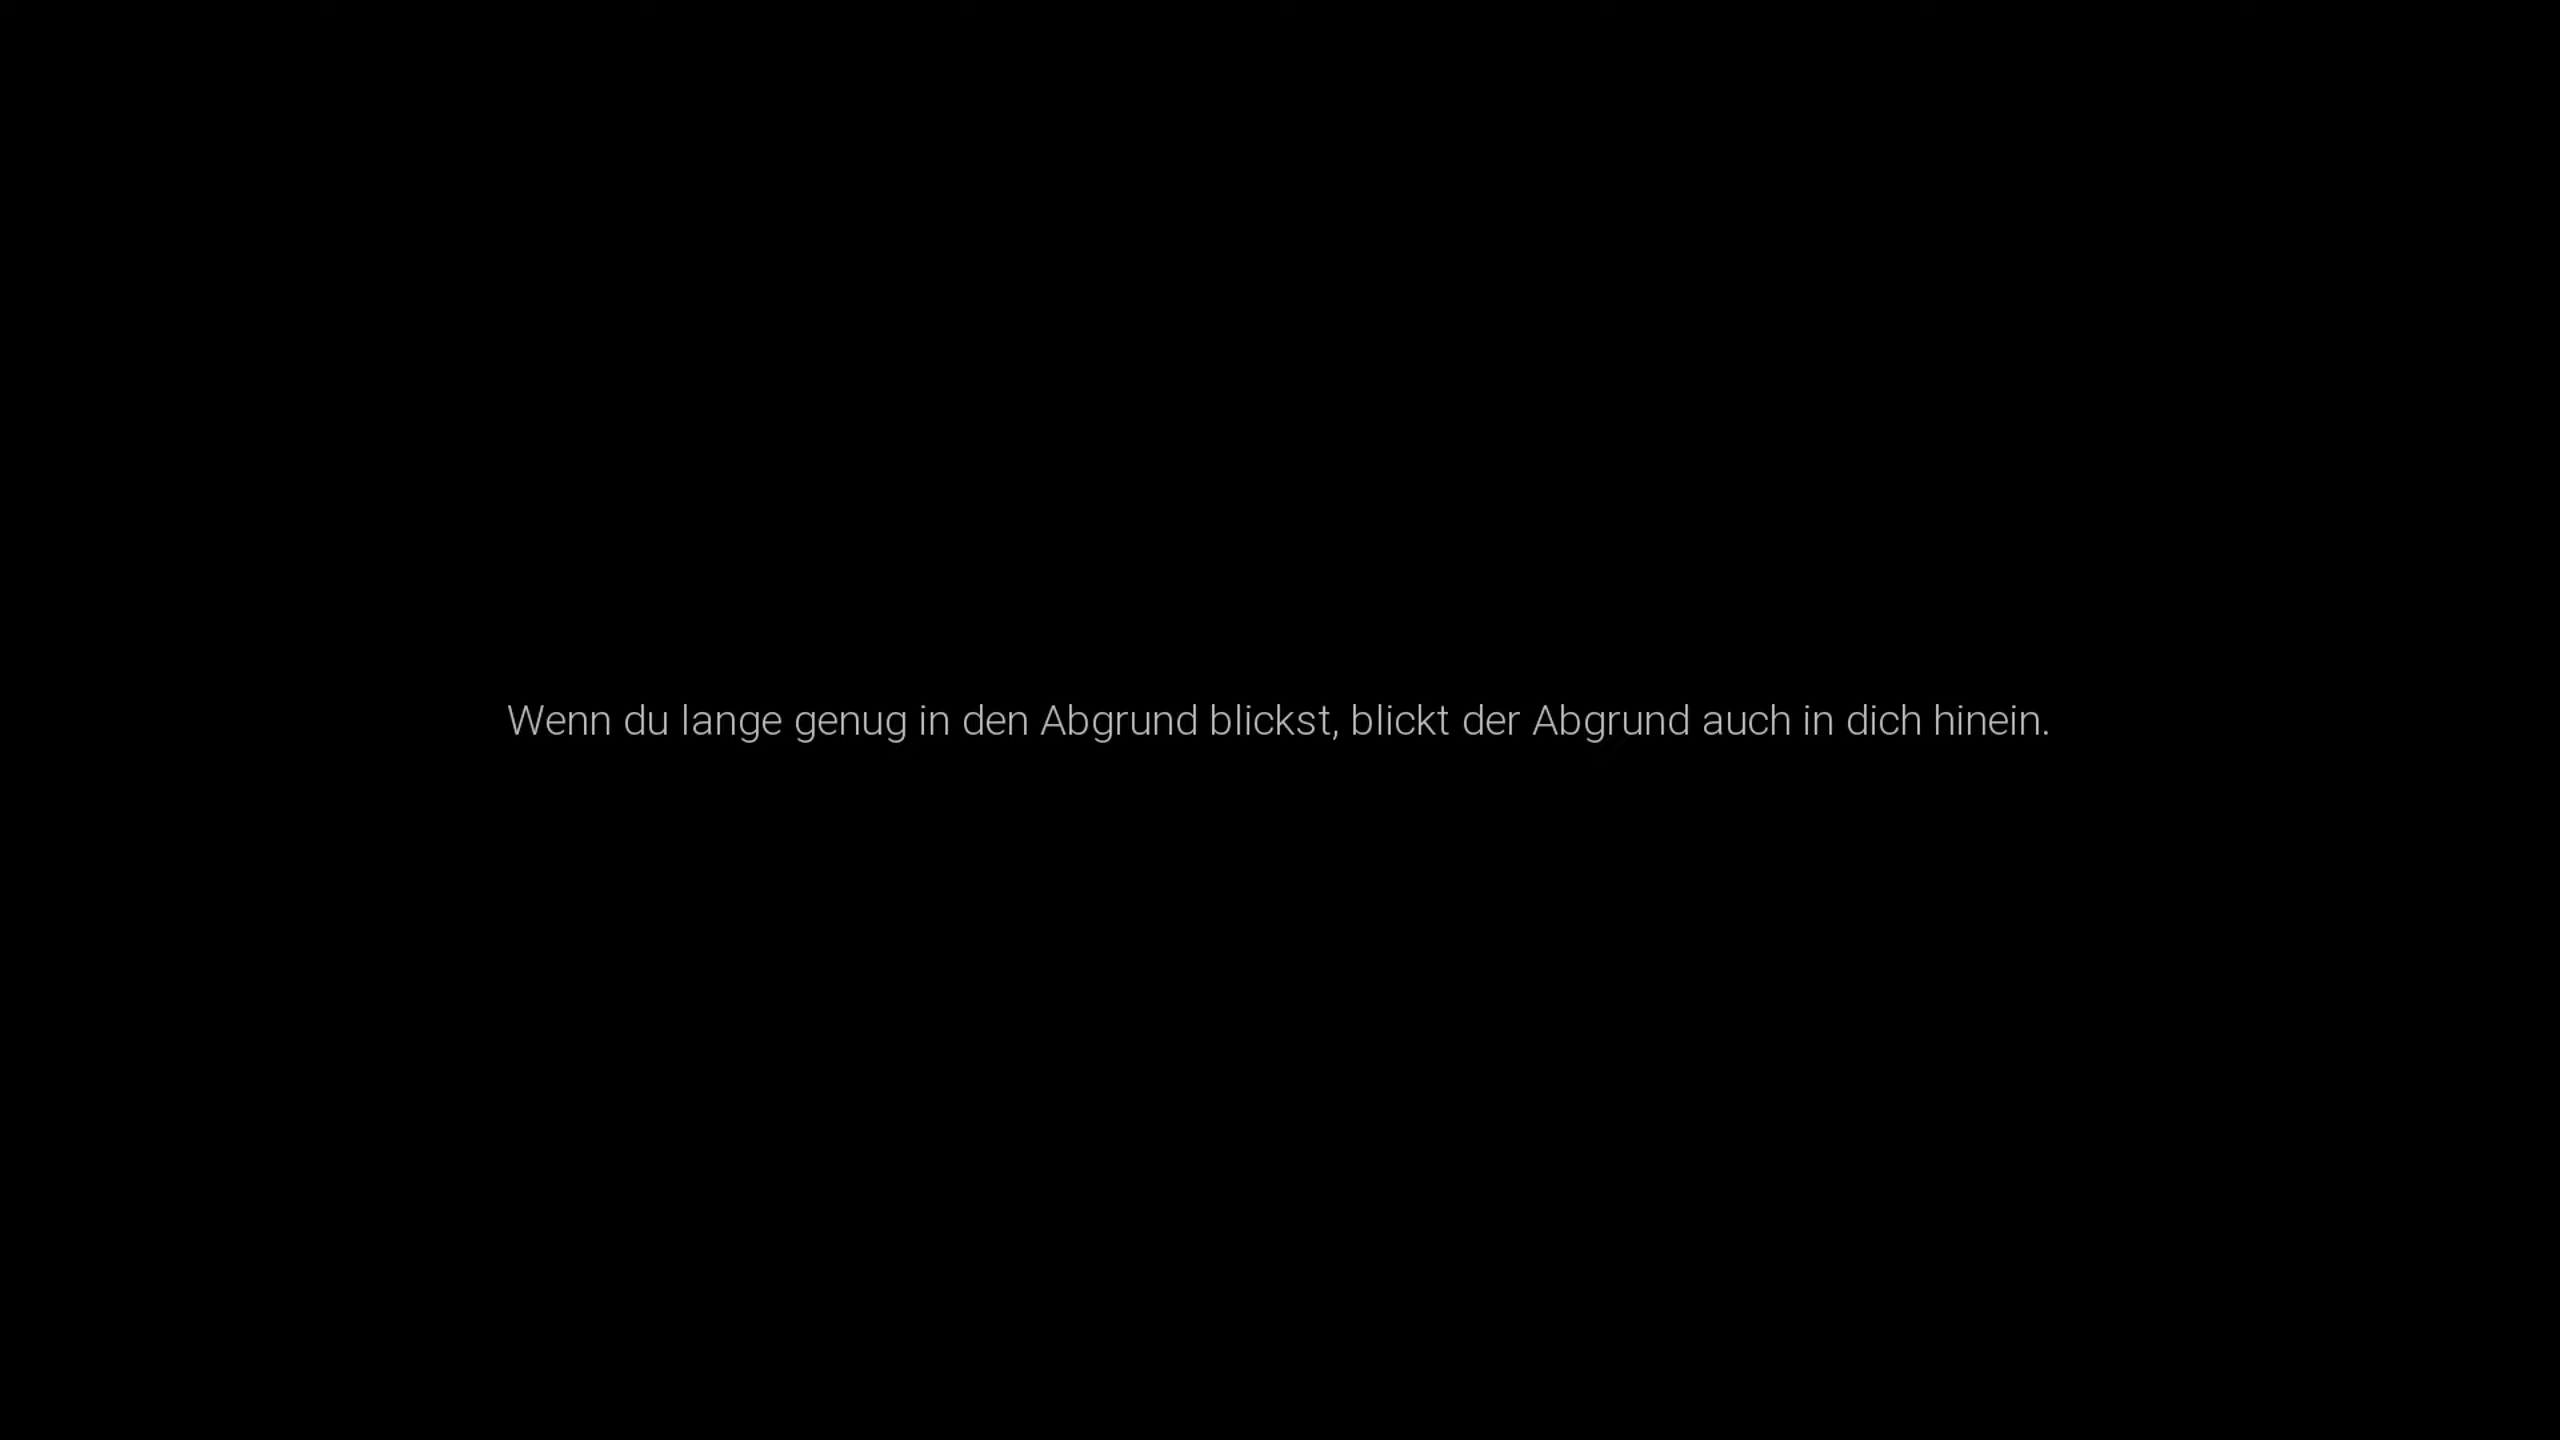 Wenn du lange genug in den Abgrund blickst, blickt der Abgrund auch in dich hinein.